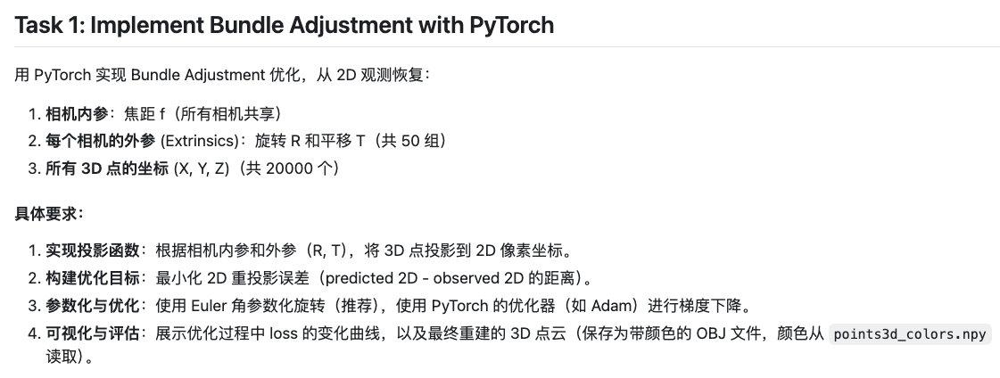 Task 1: Implement Bundle Adjustment with PyTorch
用 PyTorch 实现 Bundle Adjustment 优化，从 2D 观测恢复：
1. 相机内参：焦距 f（所有相机共享）
2. 每个相机的外参 (Extrinsics)：旋转 R 和平移 T（共 50 组）
3. 所有 3D 点的坐标 (X, Y, Z)（共 20000 个）
具体要求：
1. 实现投影函数：根据相机内参和外参（R, T），将 3D 点投影到 2D 像素坐标。
2. 构建优化目标：最小化 2D 重投影误差（predicted 2D - observed 2D 的距离）。
3. 参数化与优化：使用 Euler 角参数化旋转（推荐），使用 PyTorch 的优化器（如 Adam）进行梯度下降。
4. 可视化与评估：展示优化过程中 loss 的变化曲线，以及最终重建的 3D 点云（保存为带颜色的 OBJ 文件，颜色从 points3d_colors.npy
读取）。